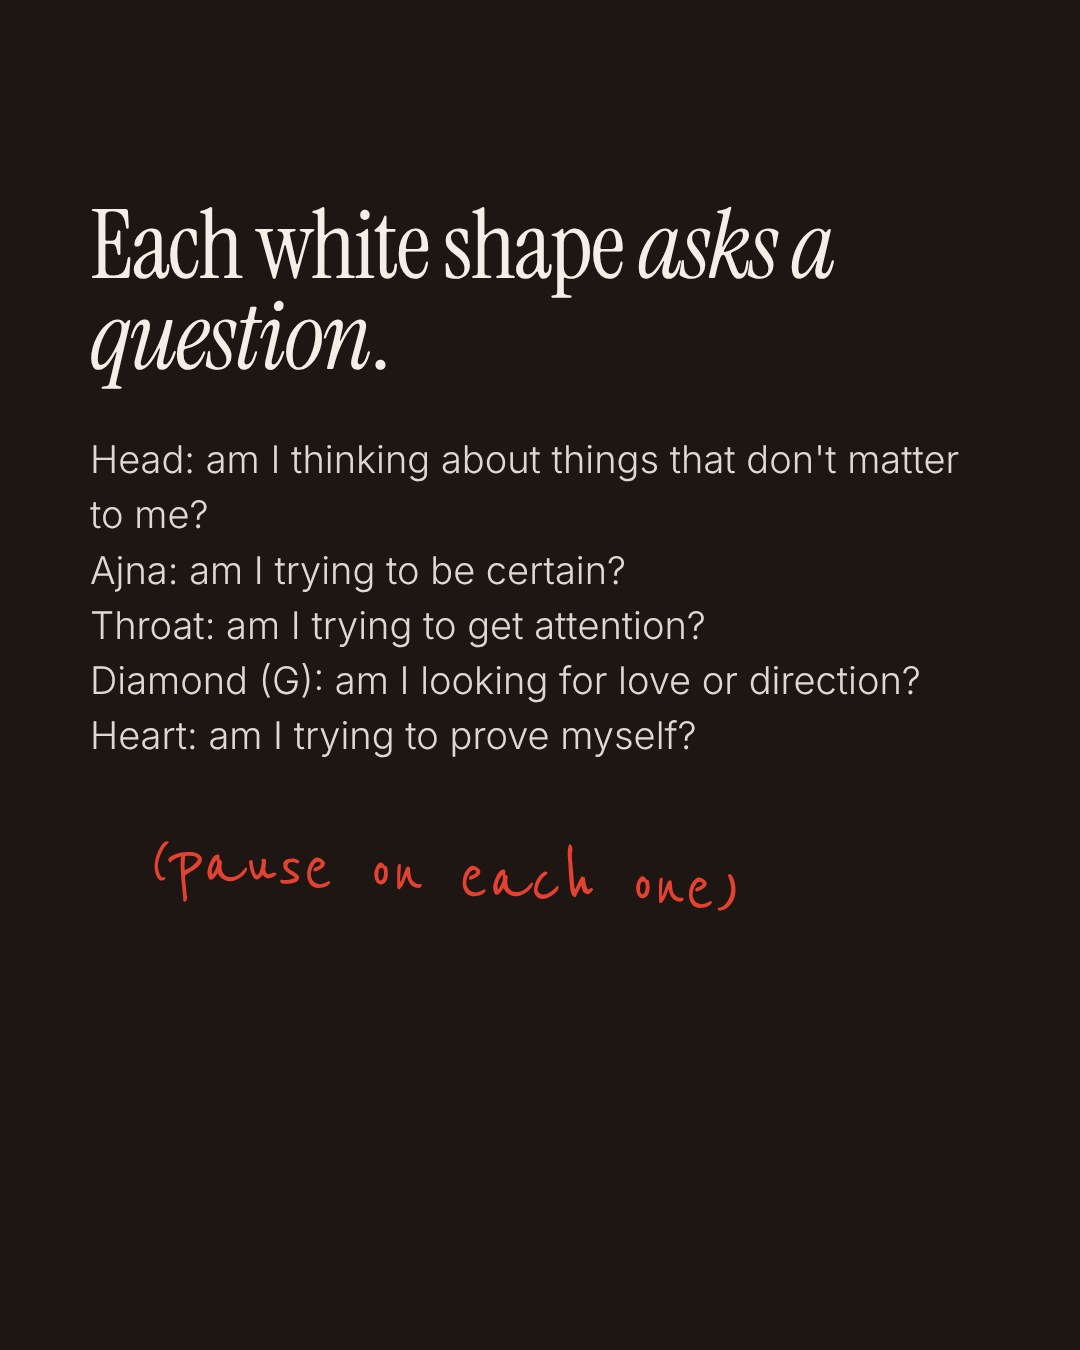 Each white shape asks a
question.
Head: am I thinking about things that don't matter
to me?
Ajna: am I trying to be certain?
Throat: am I trying to get attention?
Diamond (G): am I looking for love or direction?
Heart: am I trying to prove myself?
(pause on each one)